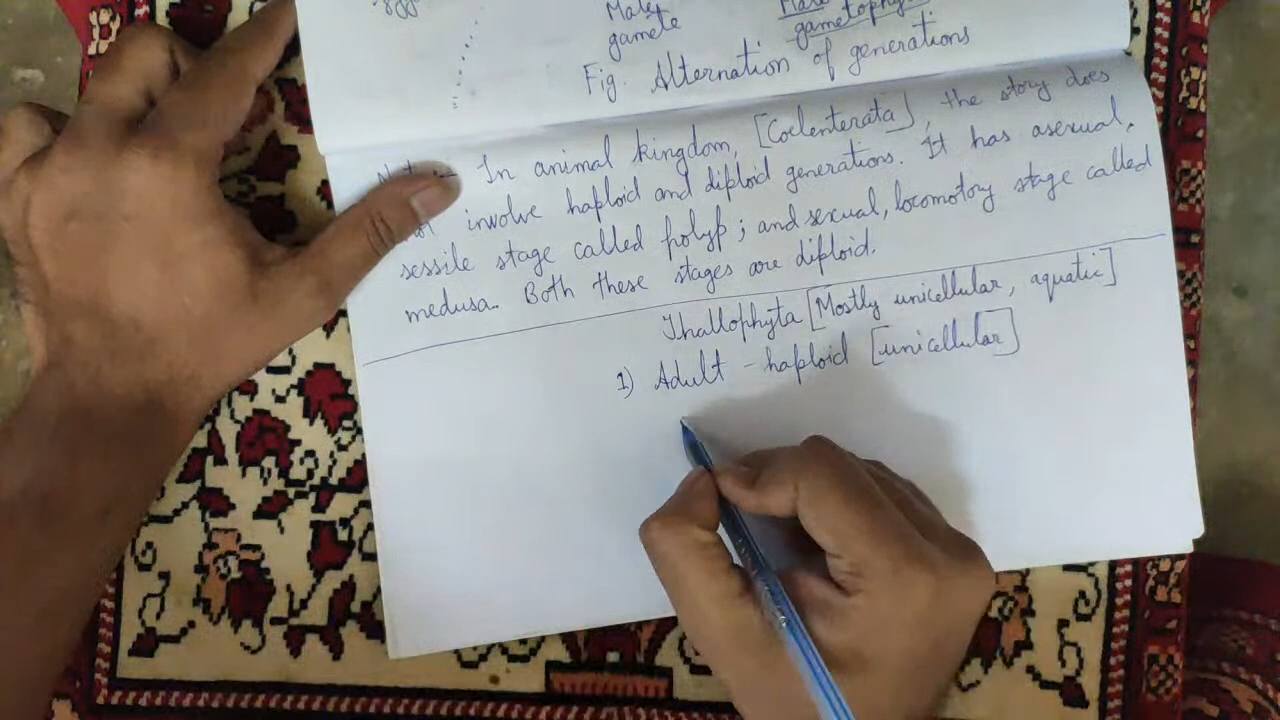 Male
gamete
gametophyte
Fig. Alternation of generations
In animal kingdom, [Coelenterata], the story does
not involve haploid and diploid generations. It has asexual,
sessile stage called polyp; and sexual, locomotory stage called
medusa. Both these stages are diploid.
Thallophyta [Mostly unicellular, aquatic]
1) Adult - haploid [unicellular]